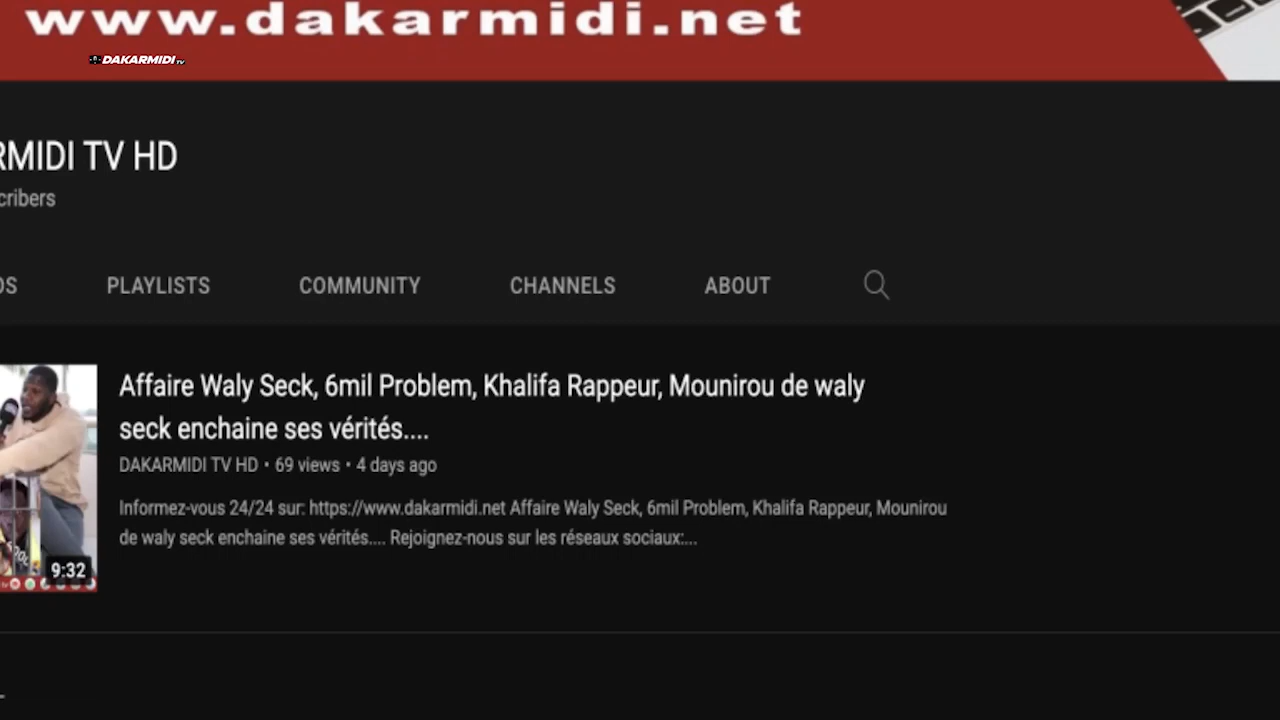 www.dakarmidi.net
DAKARMIDI TV
RMIDI TV HD
cribers
OS
PLAYLISTS
COMMUNITY
CHANNELS
ABOUT
Affaire Waly Seck, 6mil Problem, Khalifa Rappeur, Mounirou de waly
seck enchaine ses vérités....
DAKARMIDI TV HD • 69 views • 4 days ago
Informez-vous 24/24 sur: https://www.dakarmidi.net Affaire Waly Seck, 6mil Problem, Khalifa Rappeur, Mounirou
de waly seck enchaine ses vérités.... Rejoignez-nous sur les réseaux sociaux:...
9:32